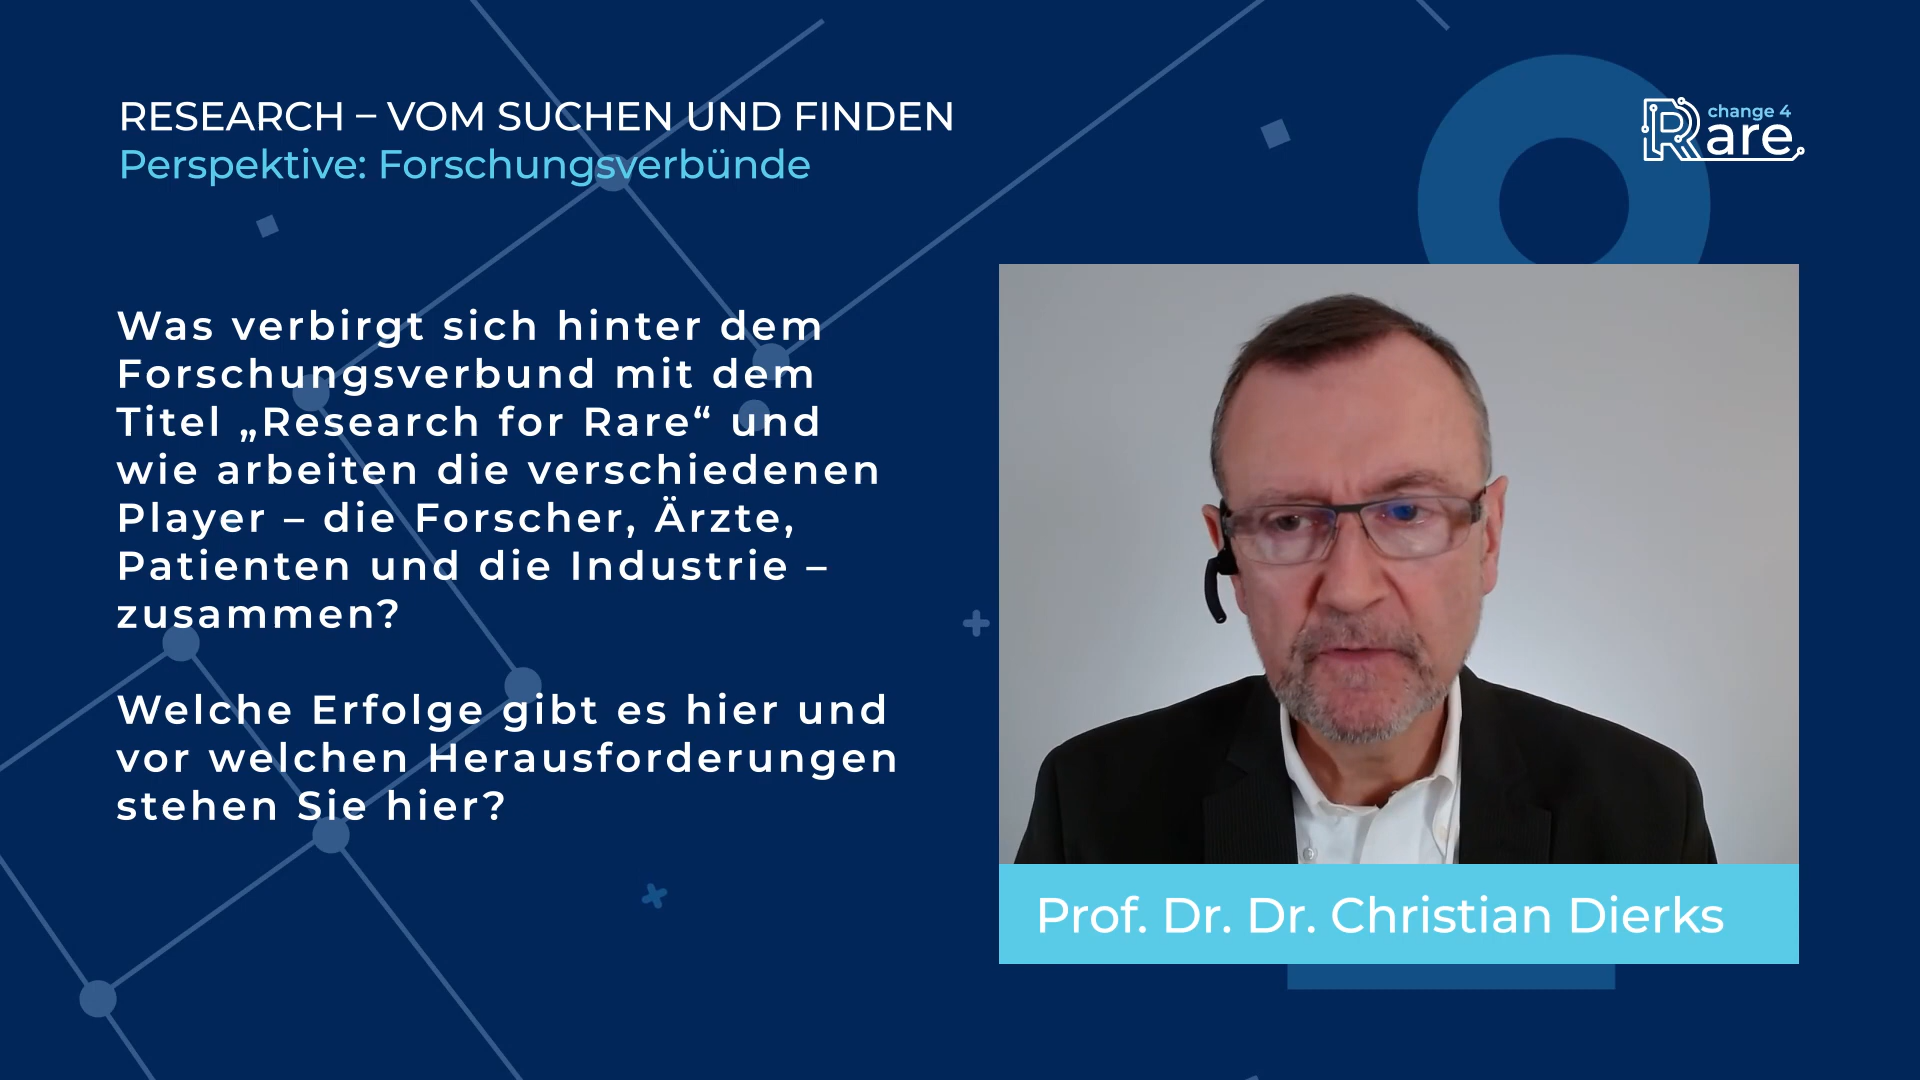 RESEARCH – VOM SUCHEN UND FINDEN
Perspektive: Forschungsverbünde
change 4
Rare
Was verbirgt sich hinter dem
Forschungsverbund mit dem
Titel „Research for Rare“ und
wie arbeiten die verschiedenen
Player – die Forscher, Ärzte,
Patienten und die Industrie –
zusammen?
Welche Erfolge gibt es hier und
vor welchen Herausforderungen
stehen Sie hier?
Prof. Dr. Dr. Christian Dierks